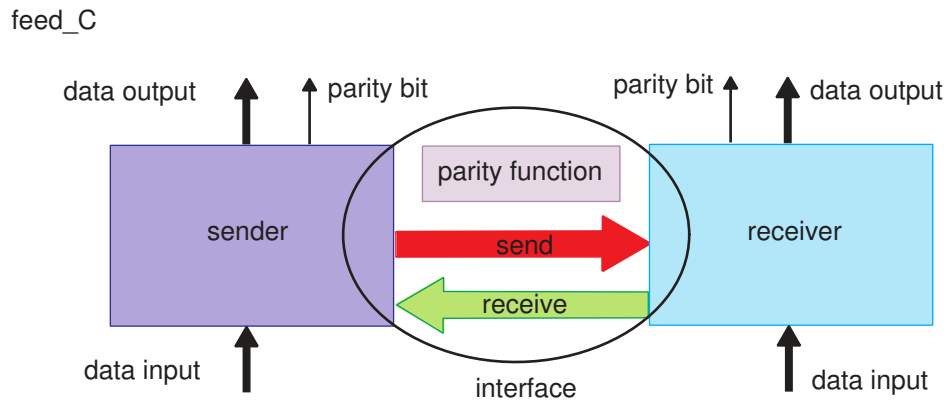 feed_C
data output
parity bit
parity bit
data output
parity function
sender
send
receiver
receive
data input
interface
data input